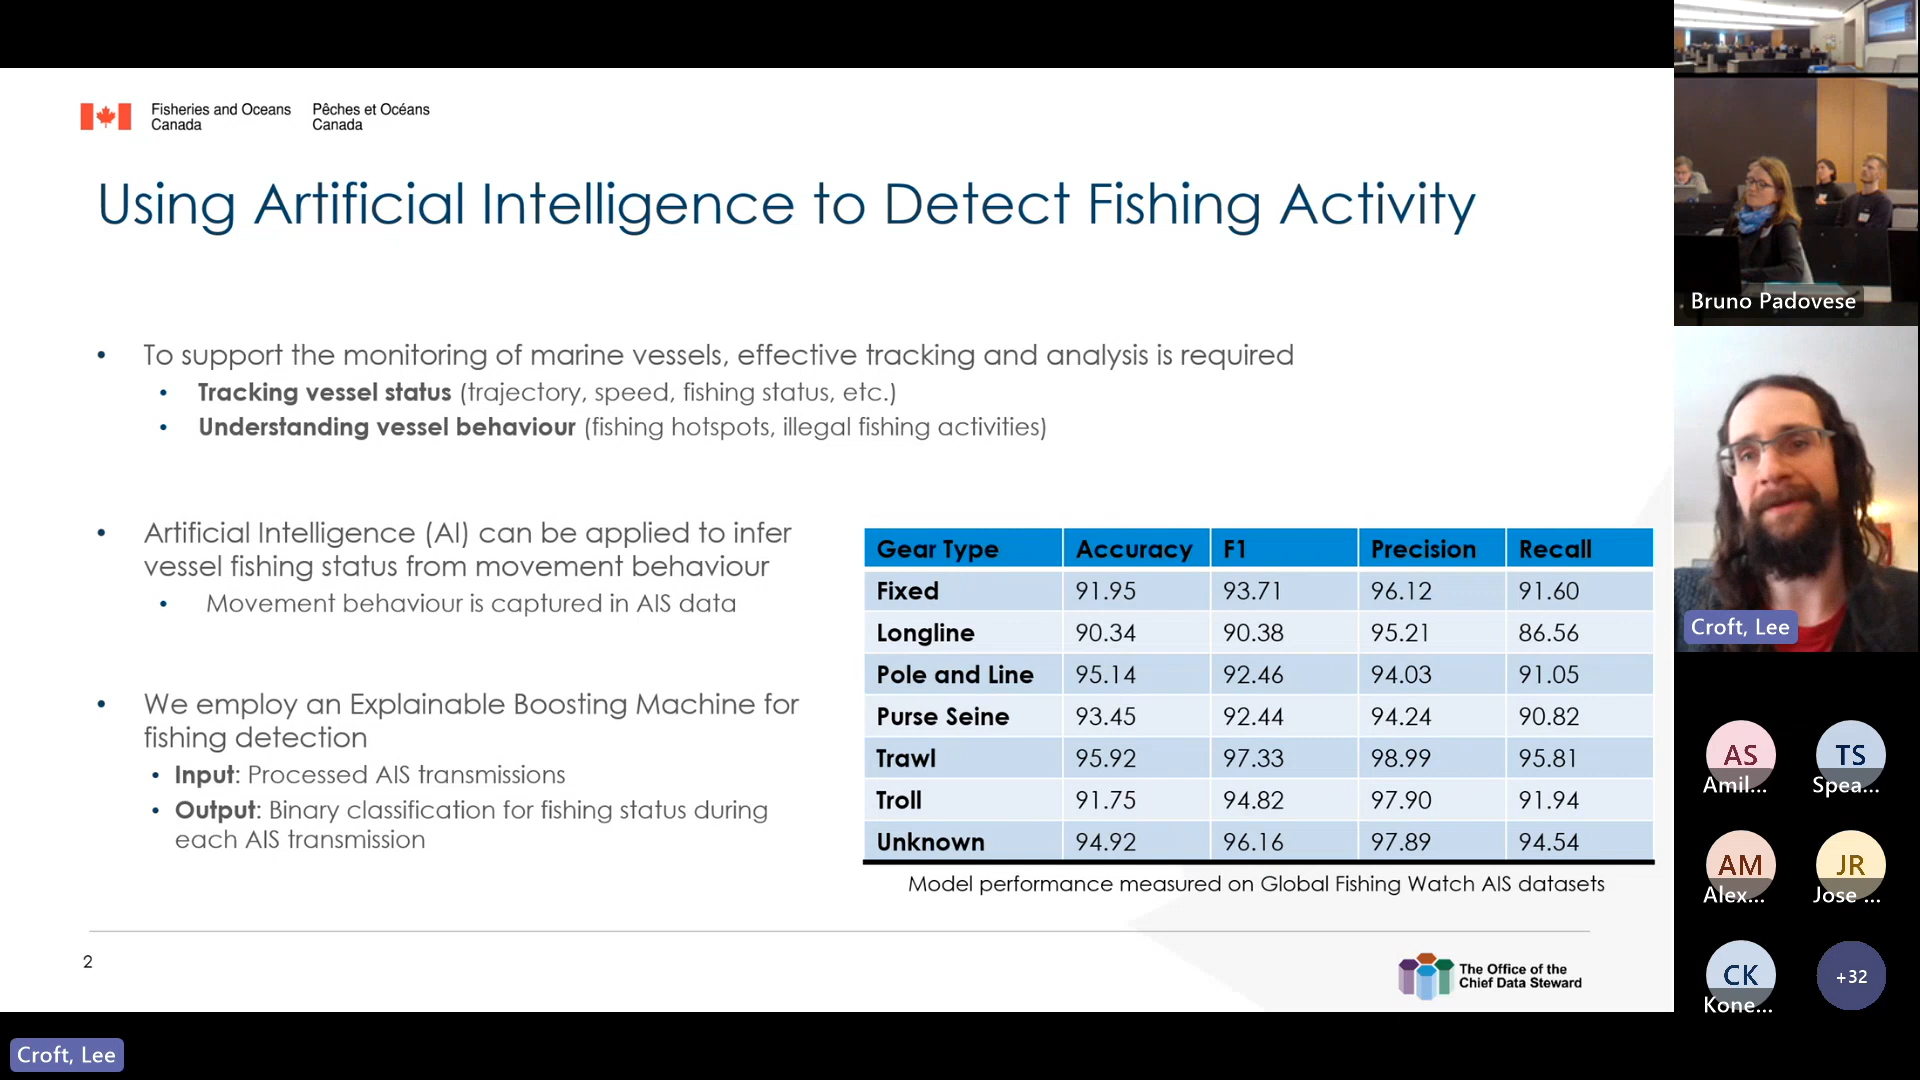 Fisheries and Oceans
Canada
Pêches et Océans
Canada
Using Artificial Intelligence to Detect Fishing Activity
• To support the monitoring of marine vessels, effective tracking and analysis is required
• Tracking vessel status (trajectory, speed, fishing status, etc.)
• Understanding vessel behaviour (fishing hotspots, illegal fishing activities)
• Artificial Intelligence (AI) can be applied to infer
vessel fishing status from movement behaviour
• Movement behaviour is captured in AIS data
• We employ an Explainable Boosting Machine for
fishing detection
• Input: Processed AIS transmissions
• Output: Binary classification for fishing status during
each AIS transmission
Gear Type Accuracy F1 Precision Recall
Fixed 91.95 93.71 96.12 91.60
Longline 90.34 90.38 95.21 86.56
Pole and Line 95.14 92.46 94.03 91.05
Purse Seine 93.45 92.44 94.24 90.82
Trawl 95.92 97.33 98.99 95.81
Troll 91.75 94.82 97.90 91.94
Unknown 94.92 96.16 97.89 94.54
Model performance measured on Global Fishing Watch AIS datasets
2
The Office of the
Chief Data Steward
Bruno Padovese
Croft, Lee
AS
Amil...
TS
Spea...
AM
Alex...
JR
Jose ...
CK
Kone...
+32
Croft, Lee